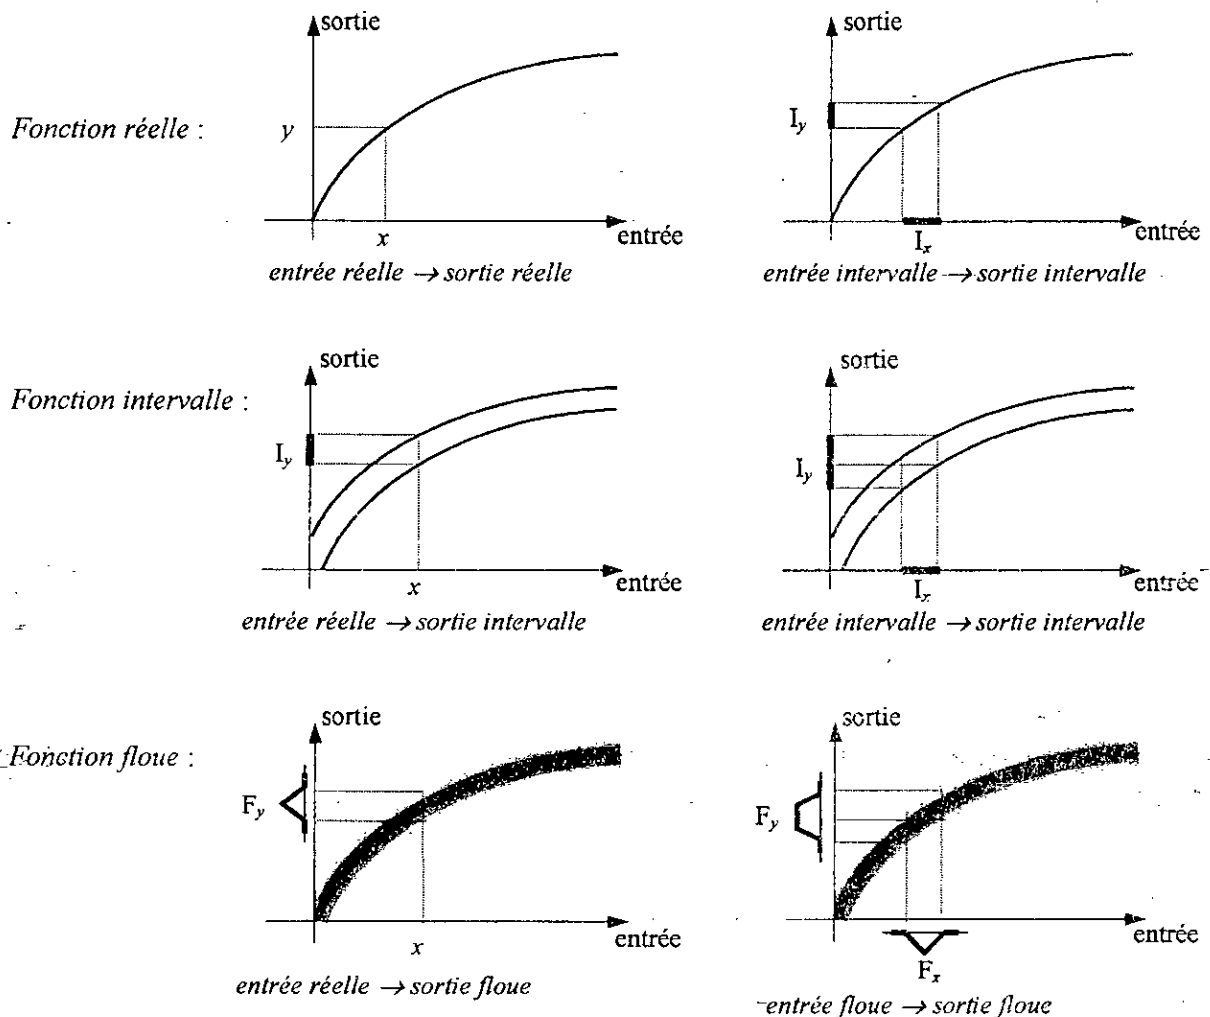 sortie
sortie
Fonction réelle :
y
I_y
x
entrée
I_x
entrée
entrée réelle → sortie réelle
entrée intervalle → sortie intervalle
sortie
sortie
Fonction intervalle :
I_y
I_y
x
entrée
I_x
entrée
entrée réelle → sortie intervalle
entrée intervalle → sortie intervalle
sortie
sortie
Fonction floue :
F_y
F_y
x
entrée
F_x
entrée
entrée réelle → sortie floue
entrée floue → sortie floue